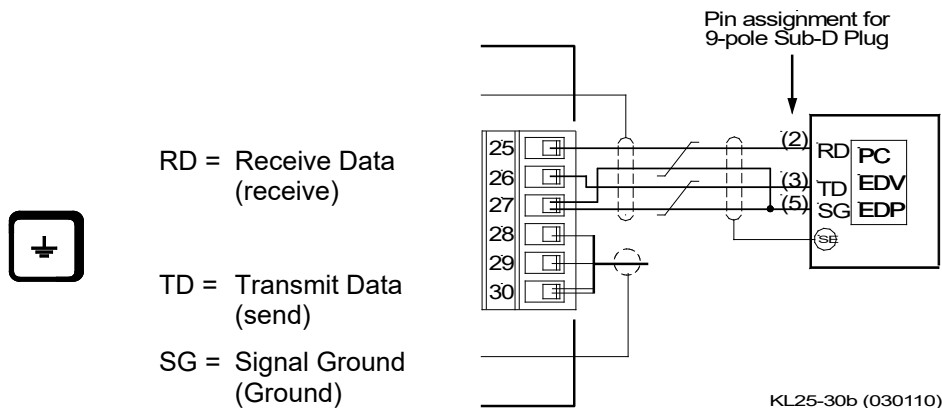 Pin assignment for
9-pole Sub-D Plug
RD = Receive Data
(receive)
TD = Transmit Data
(send)
SG = Signal Ground
(Ground)
25
26
27
28
29
30
(2)
(3)
(5)
RD
TD
SG
SE
PC
EDV
EDP
KL25-30b (030110)